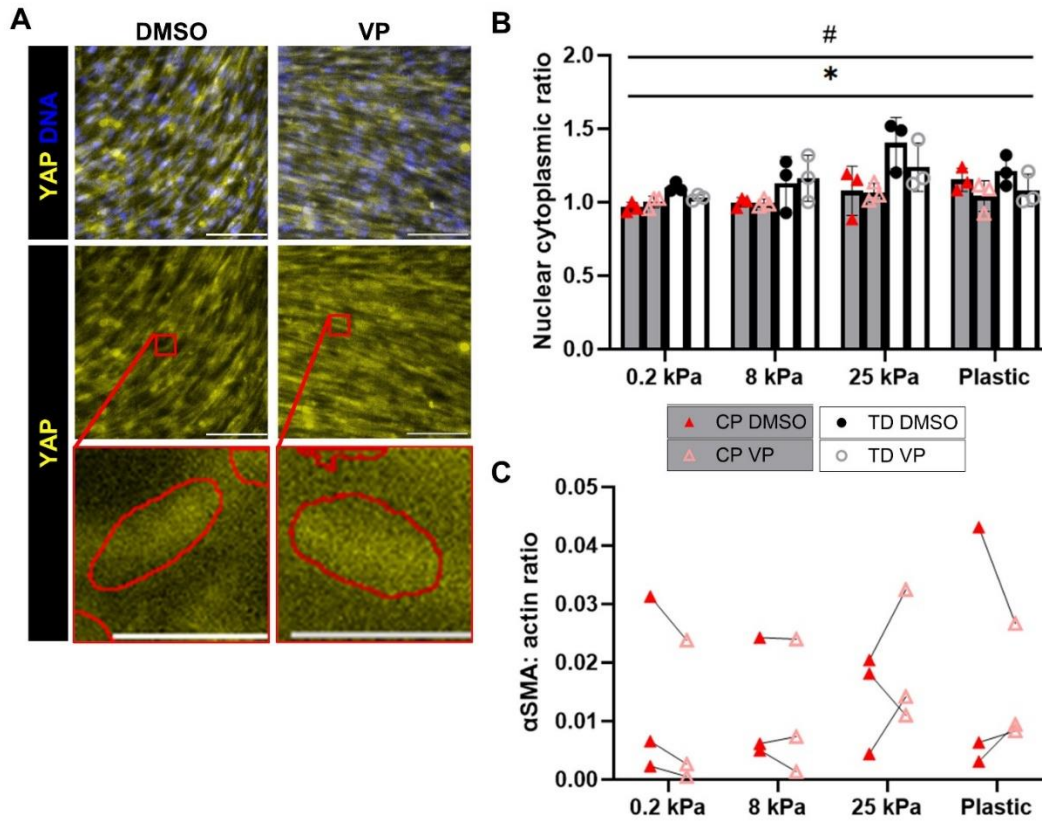 A
DMSO
VP
YAP DNA
YAP
B
#
*
Nuclear cytoplasmic ratio
2.0
1.5
1.0
0.5
0.0
0.2 kPa
8 kPa
25 kPa
Plastic
CP DMSO
TD DMSO
CP VP
TD VP
C
αSMA: actin ratio
0.05
0.04
0.03
0.02
0.01
0.00
0.2 kPa
8 kPa
25 kPa
Plastic